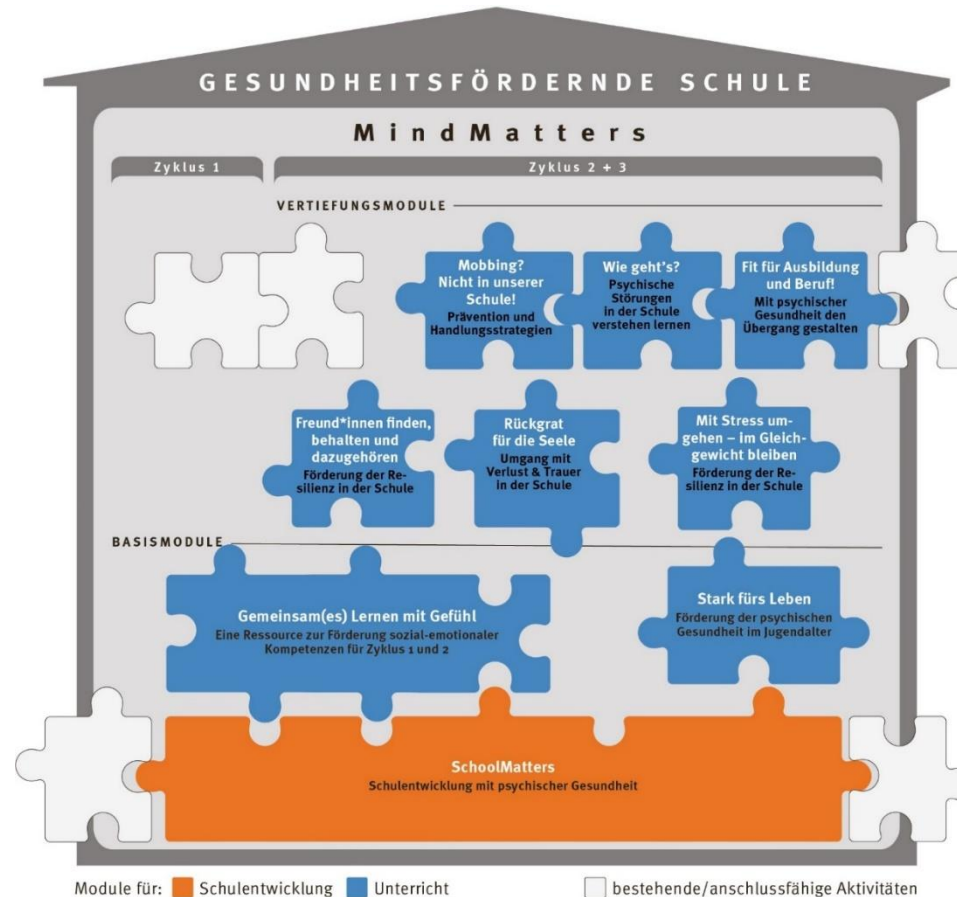 GESUNDHEITSFÖRDERNDE SCHULE
MindMatters
Zyklus 1
Zyklus 2 + 3
VERTIEFUNGSMODULE
Mobbing?
Nicht in unserer
Schule!
Prävention und
Handlungsstrategien
Wie geht's?
Psychische
Störungen
in der Schule
verstehen lernen
Fit für Ausbildung
und Beruf!
Mit psychischer
Gesundheit den
Übergang gestalten
Freund*innen finden,
behalten und
dazugehören
Förderung der Re-
silienz in der Schule
Rückgrat
für die Seele
Umgang mit
Verlust & Trauer
in der Schule
Mit Stress um-
gehen – im Gleich-
gewicht bleiben
Förderung der Re-
silienz in der Schule
BASISMODULE
Gemeinsam(es) Lernen mit Gefühl
Eine Ressource zur Förderung sozial-emotionaler
Kompetenzen für Zyklus 1 und 2
Stark fürs Leben
Förderung der psychischen
Gesundheit im Jugendalter
SchoolMatters
Schulentwicklung mit psychischer Gesundheit
Module für: Schulentwicklung Unterricht bestehende/anschlussfähige Aktivitäten